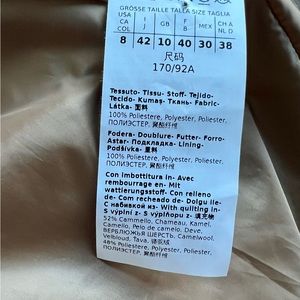 GRÖSSE TAILLE TALLA SIZE TAGLIA
USA CA COL I J GB F MEX CH A NL D
8 42 10 40 30 38
尺码
170/92A
Tessuto- Tissu- Stoff- Tejido-
Tecido- Kumaş- Ткань- Fabric-
Látka- 面料
100% Poliestere, Polyester, Poliester,
ПОЛИЭСТЕР, 聚酯纤维
Fodera- Doublure- Futter- Forro-
Astar- Подкладка- Lining-
Podšívka- 里料
100% Poliestere, Polyester, Poliester,
ПОЛИЭСТЕР, 聚酯纤维
Con imbottitura in- Avec
rembourrage en- Mit
wattierungsstoff- Con relleno
de- Com recheado de- Dolgu ile-
С набивкой из- With quilting in-
S výplní z- S výplňou z- 填充物
52% Cammello, Chameau, Kamel,
Camello, Pelo de camelo, Deve,
ВЕРБЛЮЖЬЯ ШЕРСТЬ, Camelwool,
Velbloud, Ťava, 骆驼绒
48% Poliestere, Polyester, Poliester,
ПОЛИЭСТЕР, 聚酯纤维